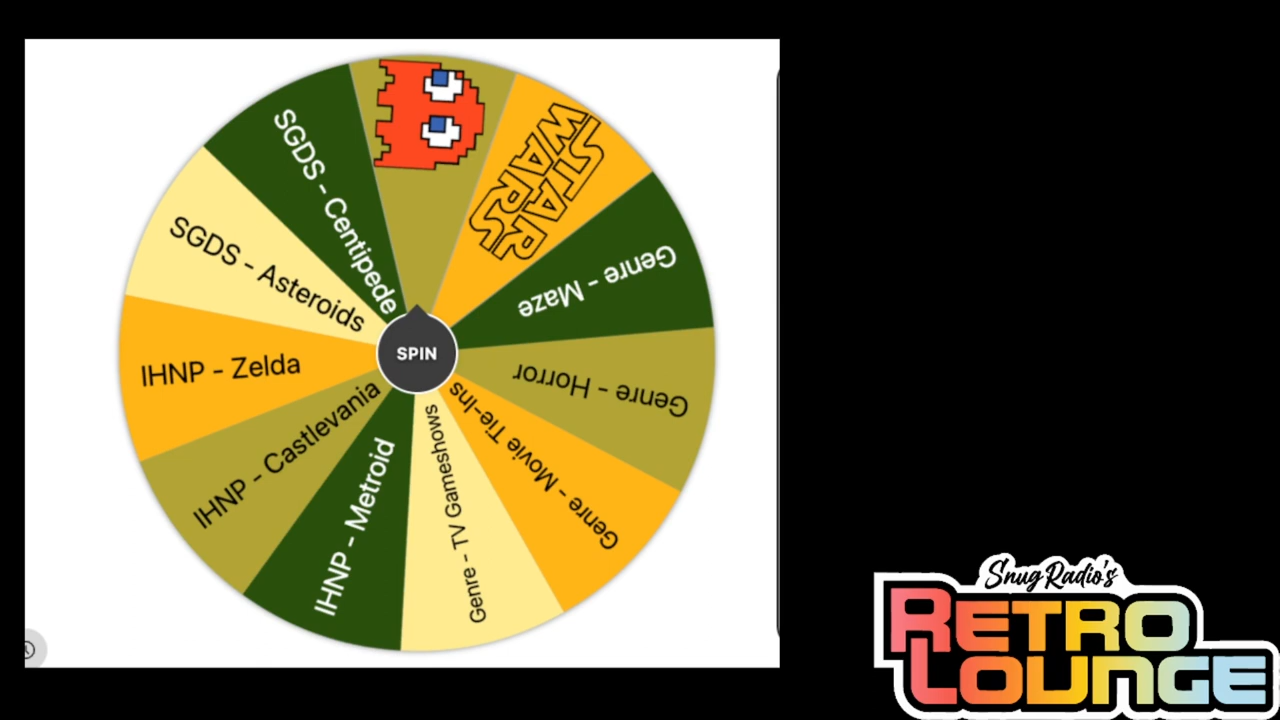 STAR
WARS
Genre - Maze
Genre - Horror
Genre - Movie Tie-Ins
Genre - TV Gameshows
IHNP - Metroid
IHNP - Castlevania
IHNP - Zelda
SGDS - Asteroids
SGDS - Centipede
SPIN
Snug Radio's
RETRO
LOUNGE